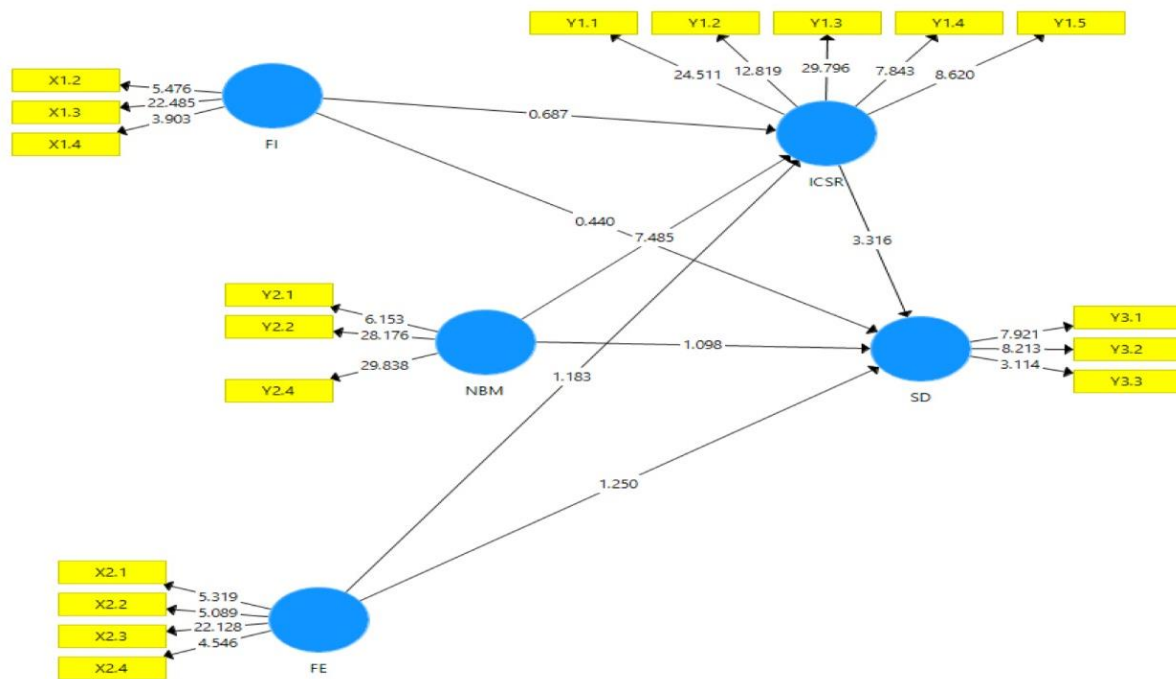 Y1.1 Y1.2 Y1.3 Y1.4 Y1.5
24.511 12.819 29.796 7.843 8.620
X1.2
X1.3
X1.4
5.476
22.485
3.903
FI
0.687
ICSR
0.440
7.485
3.316
Y2.1
Y2.2
Y2.4
6.153
28.176
29.838
NBM
1.098
1.183
SD
7.921
8.213
3.114
Y3.1
Y3.2
Y3.3
1.250
X2.1
X2.2
X2.3
X2.4
5.319
5.089
22.128
4.546
FE